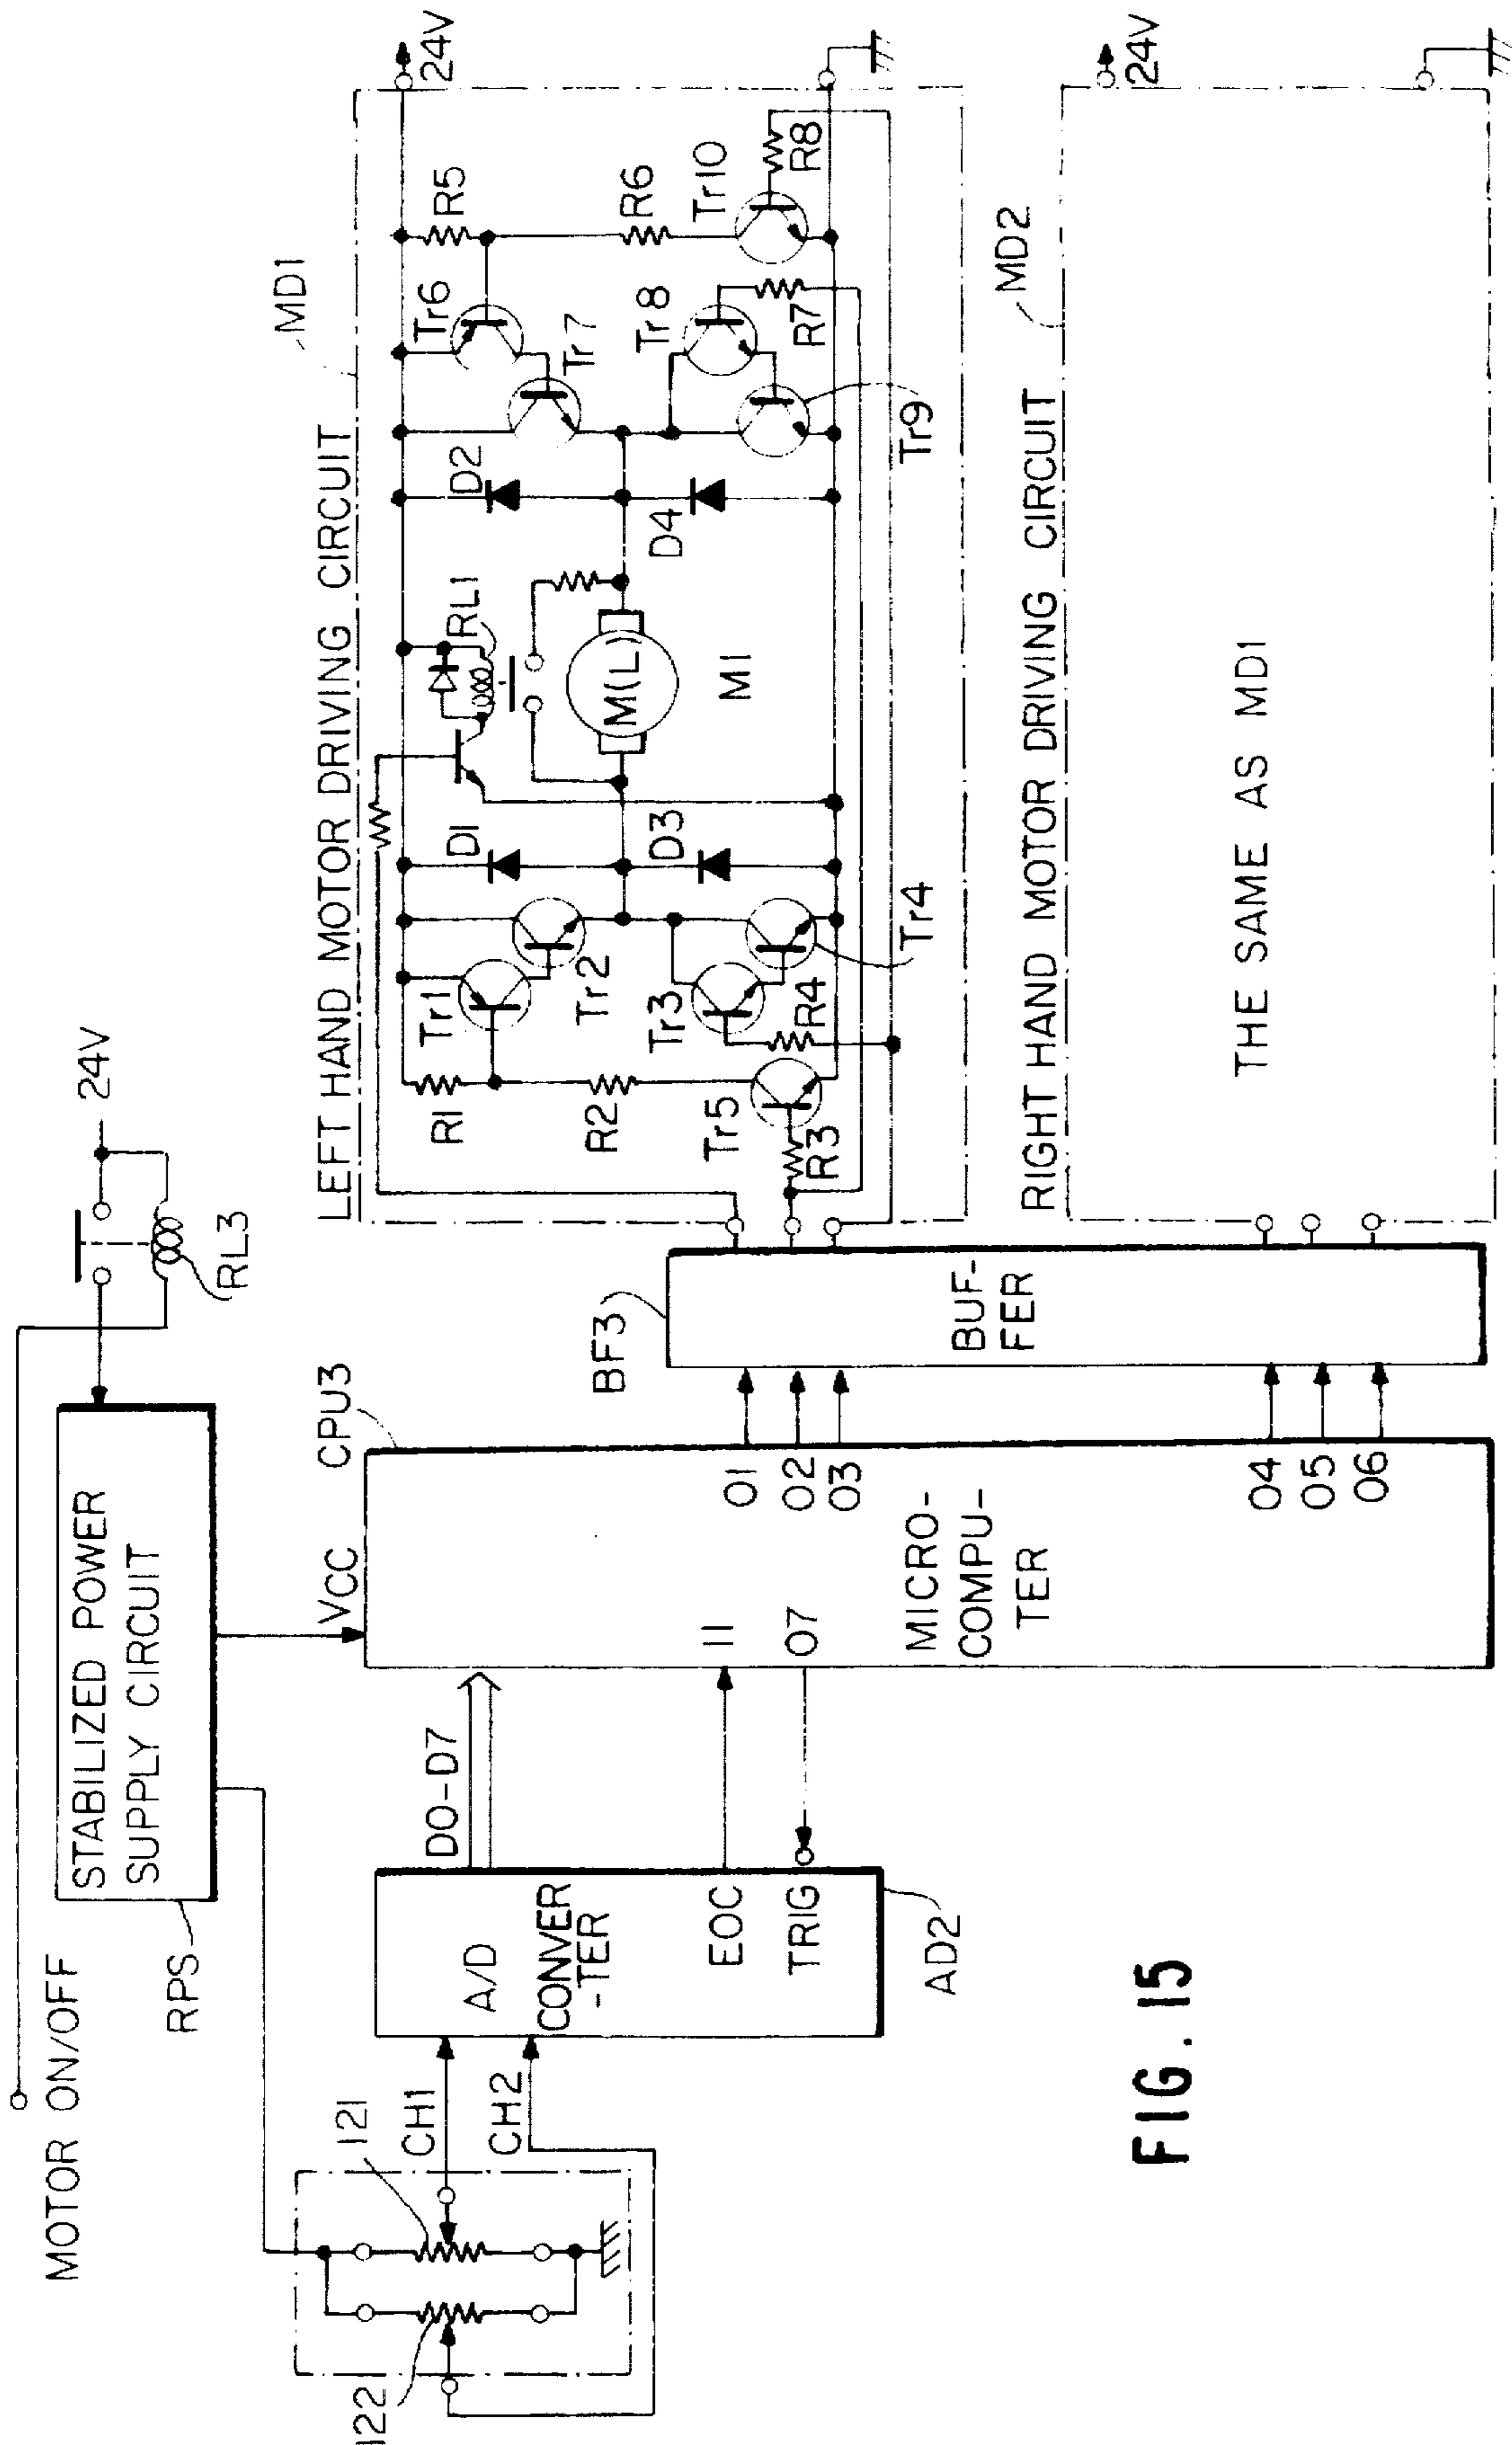 MOTOR ON/OFF
24V
RL3
STABILIZED POWER
SUPPLY CIRCUIT
RPS
VCC
CPU3
121
122
CH1
CH2
A/D
CONVER
-TER
EOC
TRIG
AD2
D0-D7
I1
O7
MICRO-
COMPU-
TER
O1
O2
O3
O4
O5
O6
BF3
BUF-
FER
LEFT HAND MOTOR DRIVING CIRCUIT
MD1
24V
R1
R2
R3
R4
R5
R6
R7
R8
Tr1
Tr2
Tr3
Tr4
Tr5
Tr6
Tr7
Tr8
Tr9
Tr10
D1
D2
D3
D4
RL1
M(L)
M1
RIGHT HAND MOTOR DRIVING CIRCUIT
MD2
24V
THE SAME AS MD1
FIG. 15